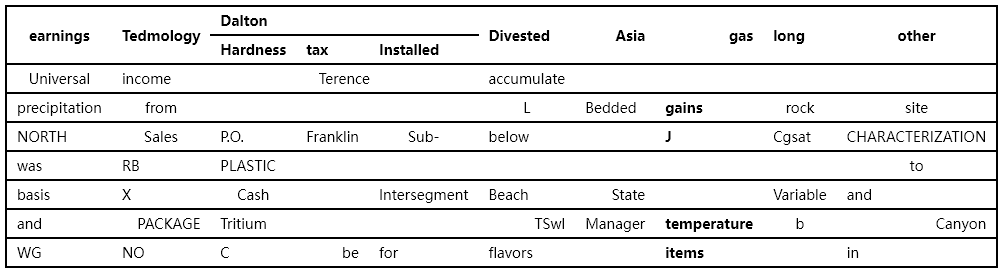 Dalton
earnings Tedmology Divested Asia gas long other
Hardness tax Installed
Universal income Terence accumulate
precipitation from L Bedded gains rock site
NORTH Sales P.O. Franklin Sub- below J Cgsat CHARACTERIZATION
was RB PLASTIC to
basis X Cash Intersegment Beach State Variable and
and PACKAGE Tritium TSwl Manager temperature b Canyon
WG NO C be for flavors items in